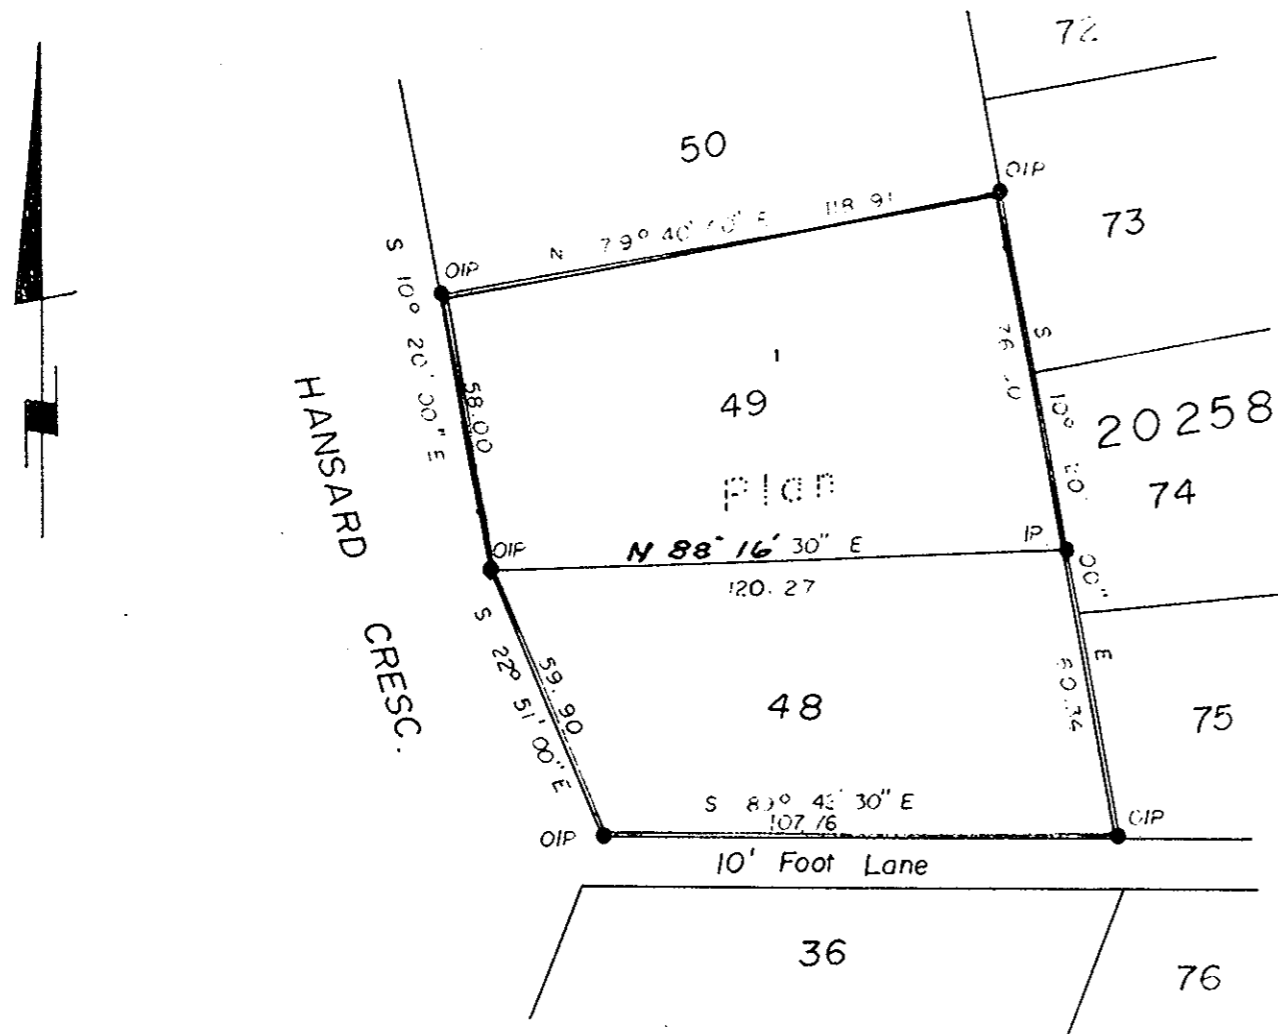 72
50
OIP
73
N 79° 40' E 118.91
OIP
S 10° 20' 00" E
58.00
HANSARD CRESC.
1
49
S 10° 20' 00" E
20258
Plan
74
OIP
N 88° 16' 30" E
IP
120.27
S 22° 51' 00" E
59.90
48
75
S 30" E
107.76
OIP
OIP
10' Foot Lane
36
76